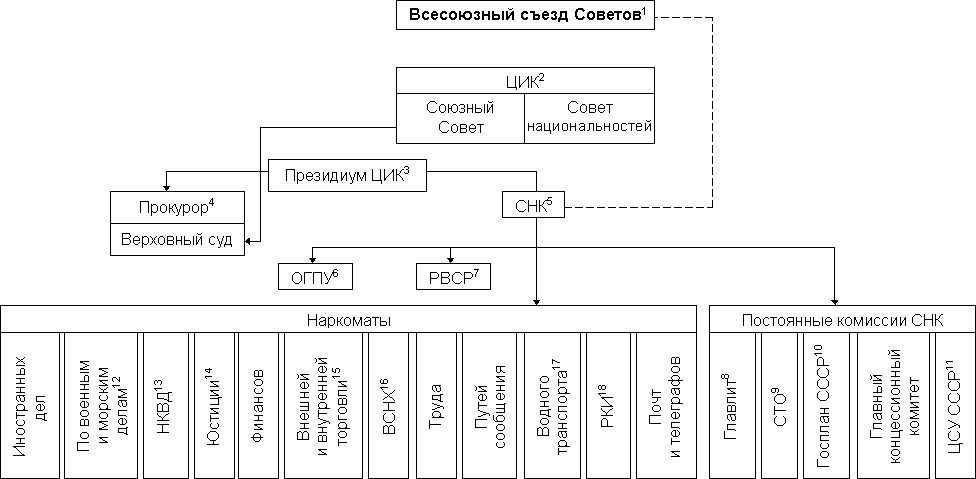 Всесоюзный съезд Советов¹
ЦИК²
Союзный
Совет
Совет
национальностей
Президиум ЦИК³
Прокурор⁴
Верховный суд
СНК⁵
ОГПУ⁶
РВСР⁷
Наркоматы
Иностранных
дел
По военным
и морским
делам¹²
НКВД¹³
Юстиции¹⁴
Финансов
Внешней
и внутренней
торговли¹⁵
ВСНХ¹⁶
Труда
Путей
сообщения
Водного
транспорта¹⁷
РКИ¹⁸
Почт
и телеграфов
Постоянные комиссии СНК
Главлит⁸
СТО⁹
Госплан СССР¹⁰
Главный
концессионный
комитет
ЦСУ СССР¹¹